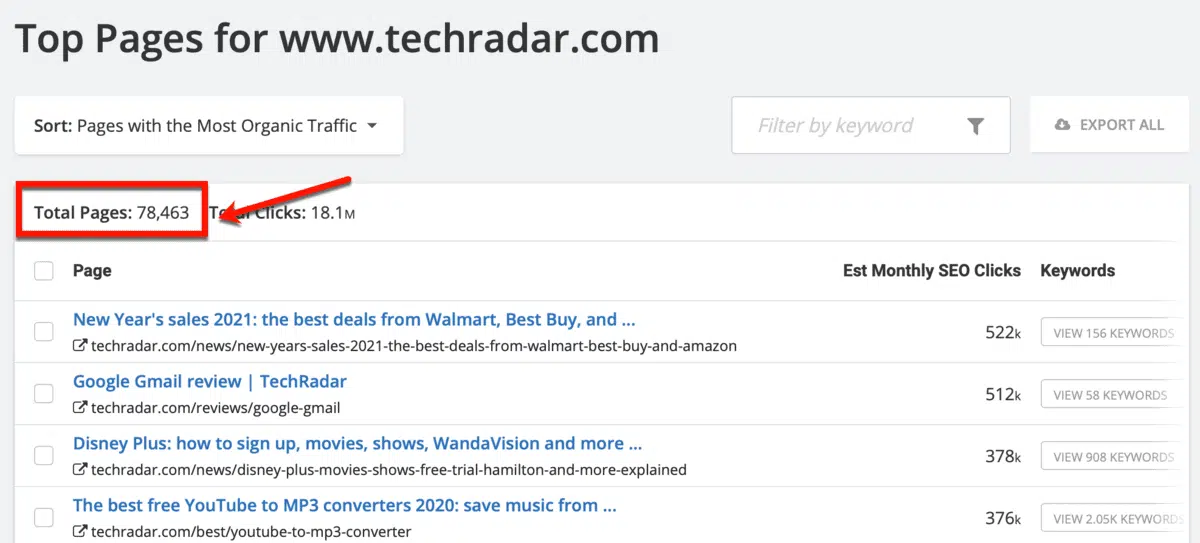 Top Pages for www.techradar.com
Sort: Pages with the Most Organic Traffic
Filter by keyword
EXPORT ALL
Total Pages: 78,463 Total Clicks: 18.1M
Page Est Monthly SEO Clicks Keywords
New Year's sales 2021: the best deals from Walmart, Best Buy, and ...
techradar.com/news/new-years-sales-2021-the-best-deals-from-walmart-best-buy-and-amazon
522k VIEW 156 KEYWORDS
Google Gmail review | TechRadar
techradar.com/reviews/google-gmail
512k VIEW 58 KEYWORDS
Disney Plus: how to sign up, movies, shows, WandaVision and more ...
techradar.com/news/disney-plus-movies-shows-free-trial-hamilton-and-more-explained
378k VIEW 908 KEYWORDS
The best free YouTube to MP3 converters 2020: save music from ...
techradar.com/best/youtube-to-mp3-converter
376k VIEW 2.05K KEYWORDS